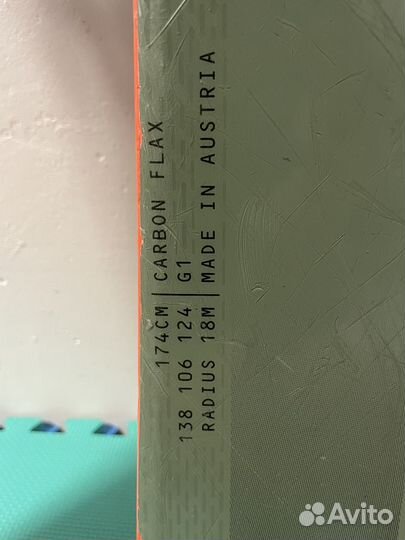 174CM | CARBON FLAX
138 106 124 | G1
RADIUS 18M | MADE IN AUSTRIA
Avito